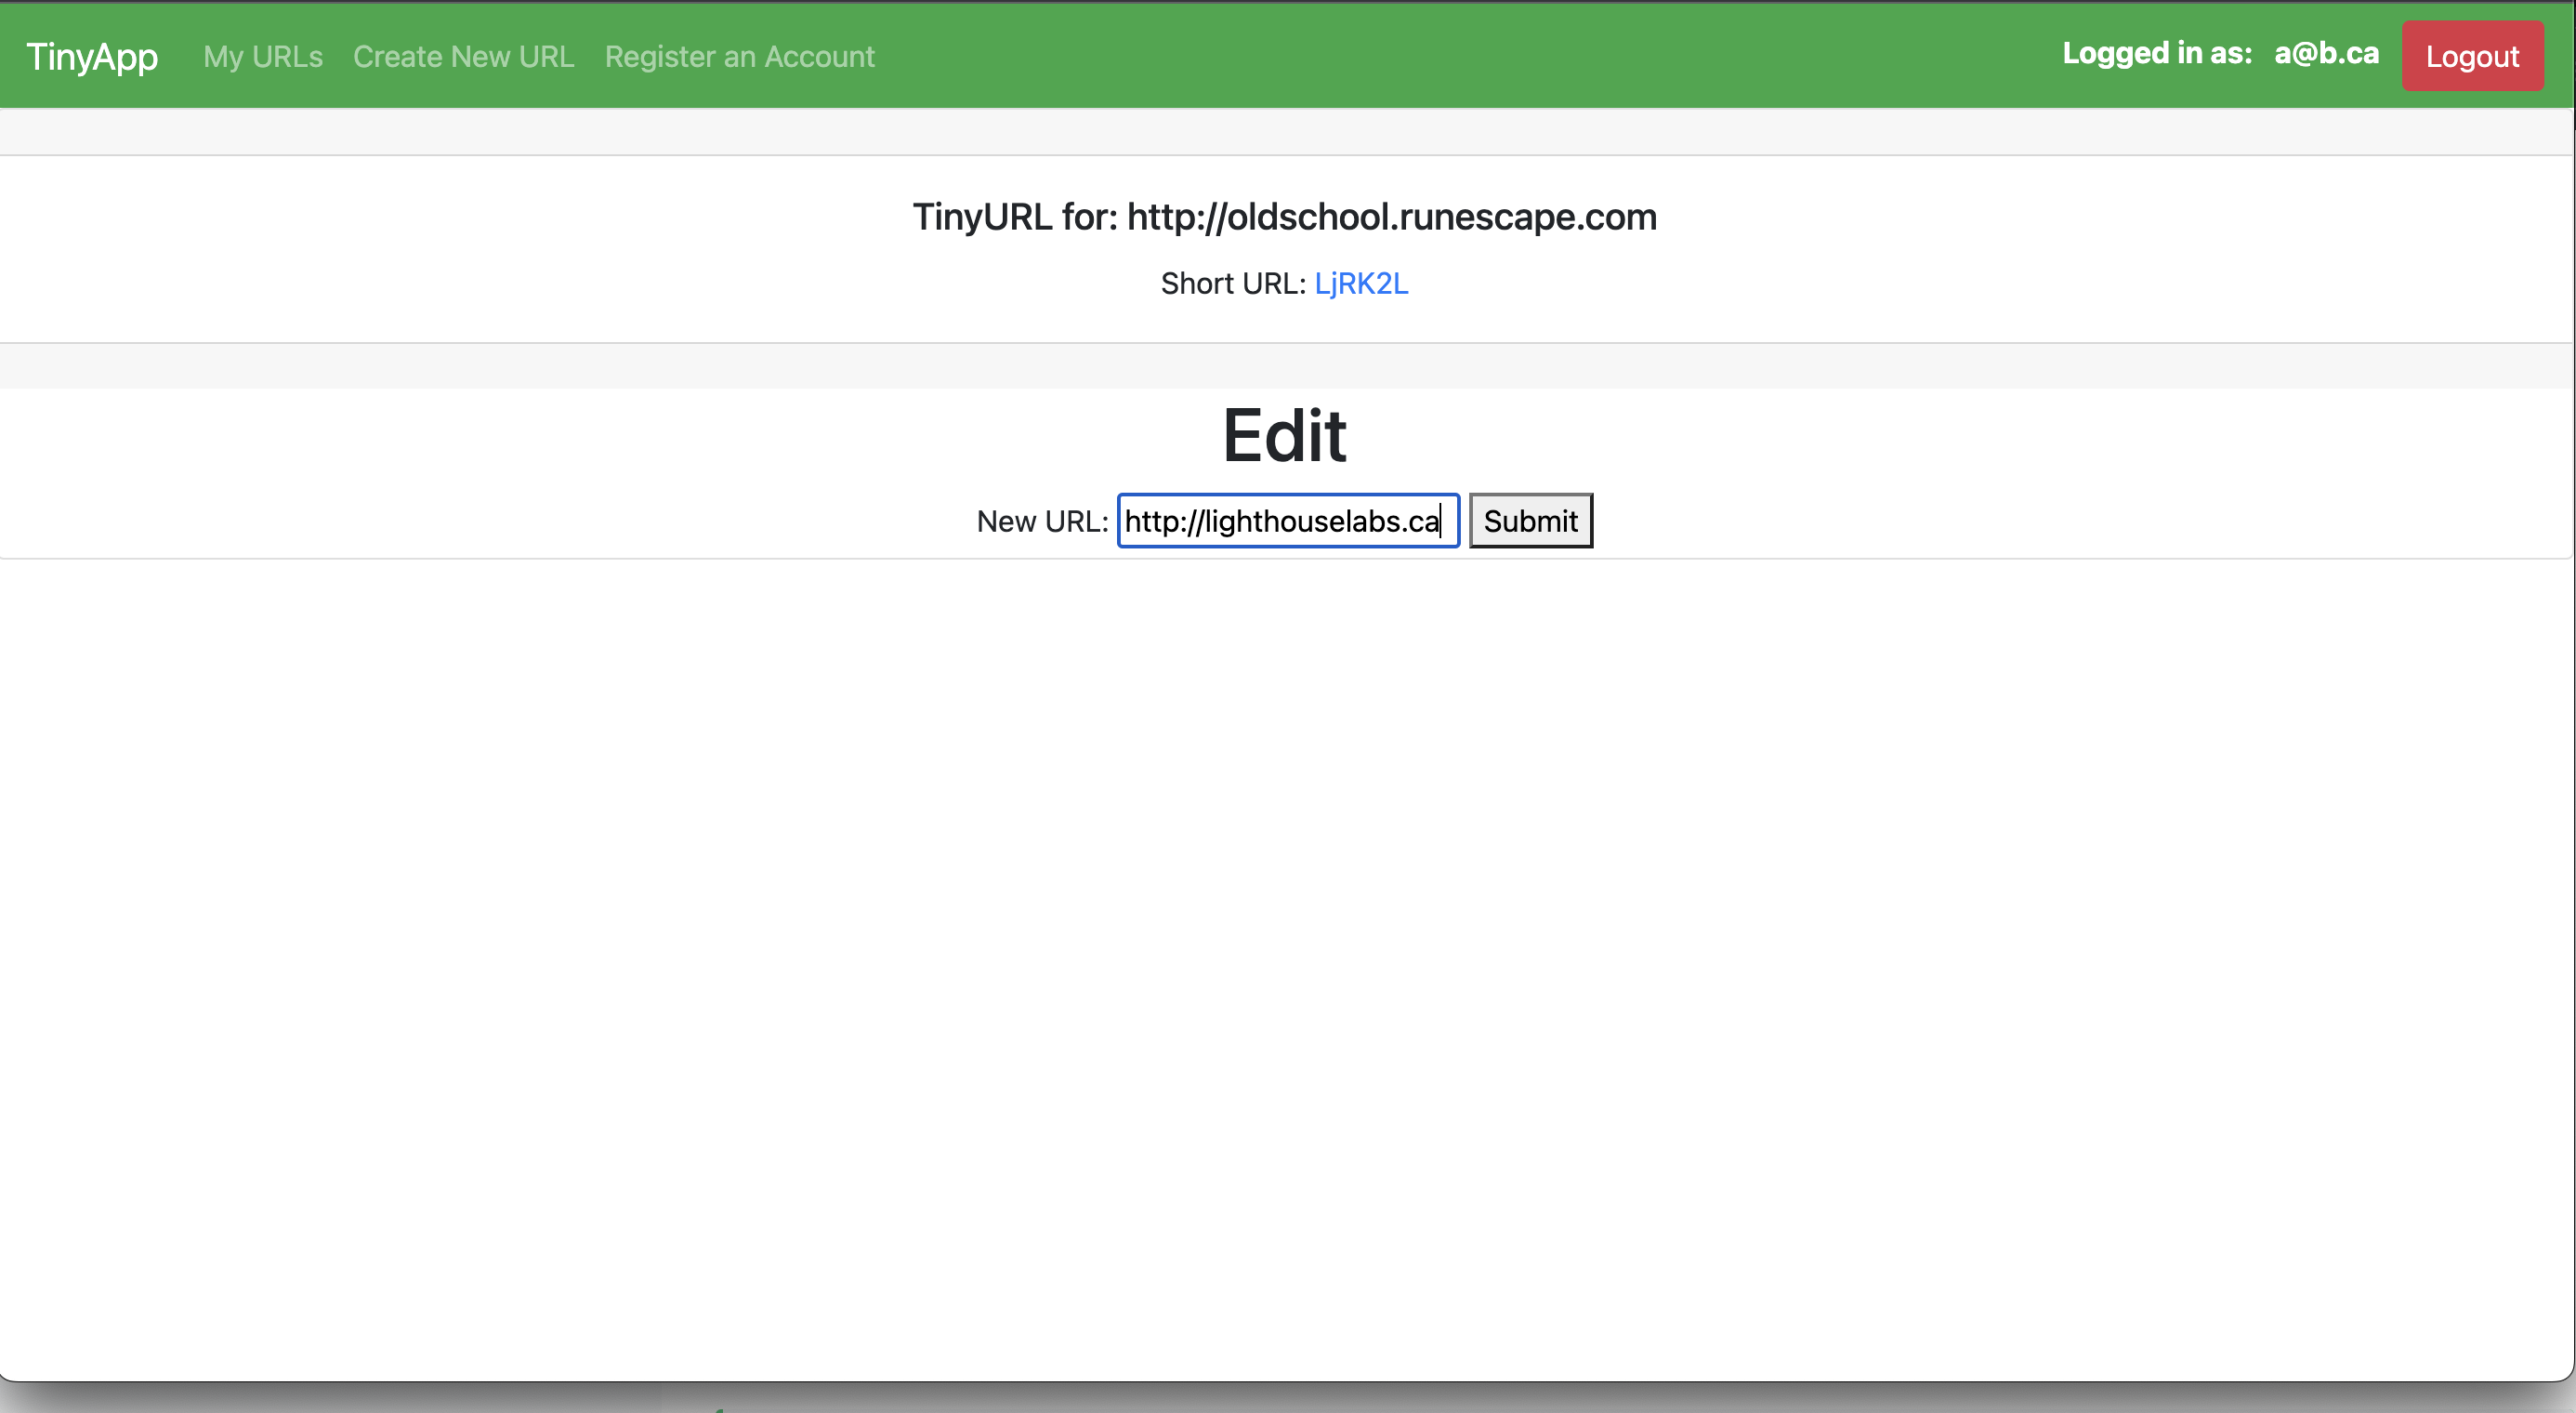 TinyApp My URLs Create New URL Register an Account Logged in as: a@b.ca Logout
TinyURL for: http://oldschool.runescape.com
Short URL: LjRK2L
Edit
New URL: http://lighthouselabs.ca Submit